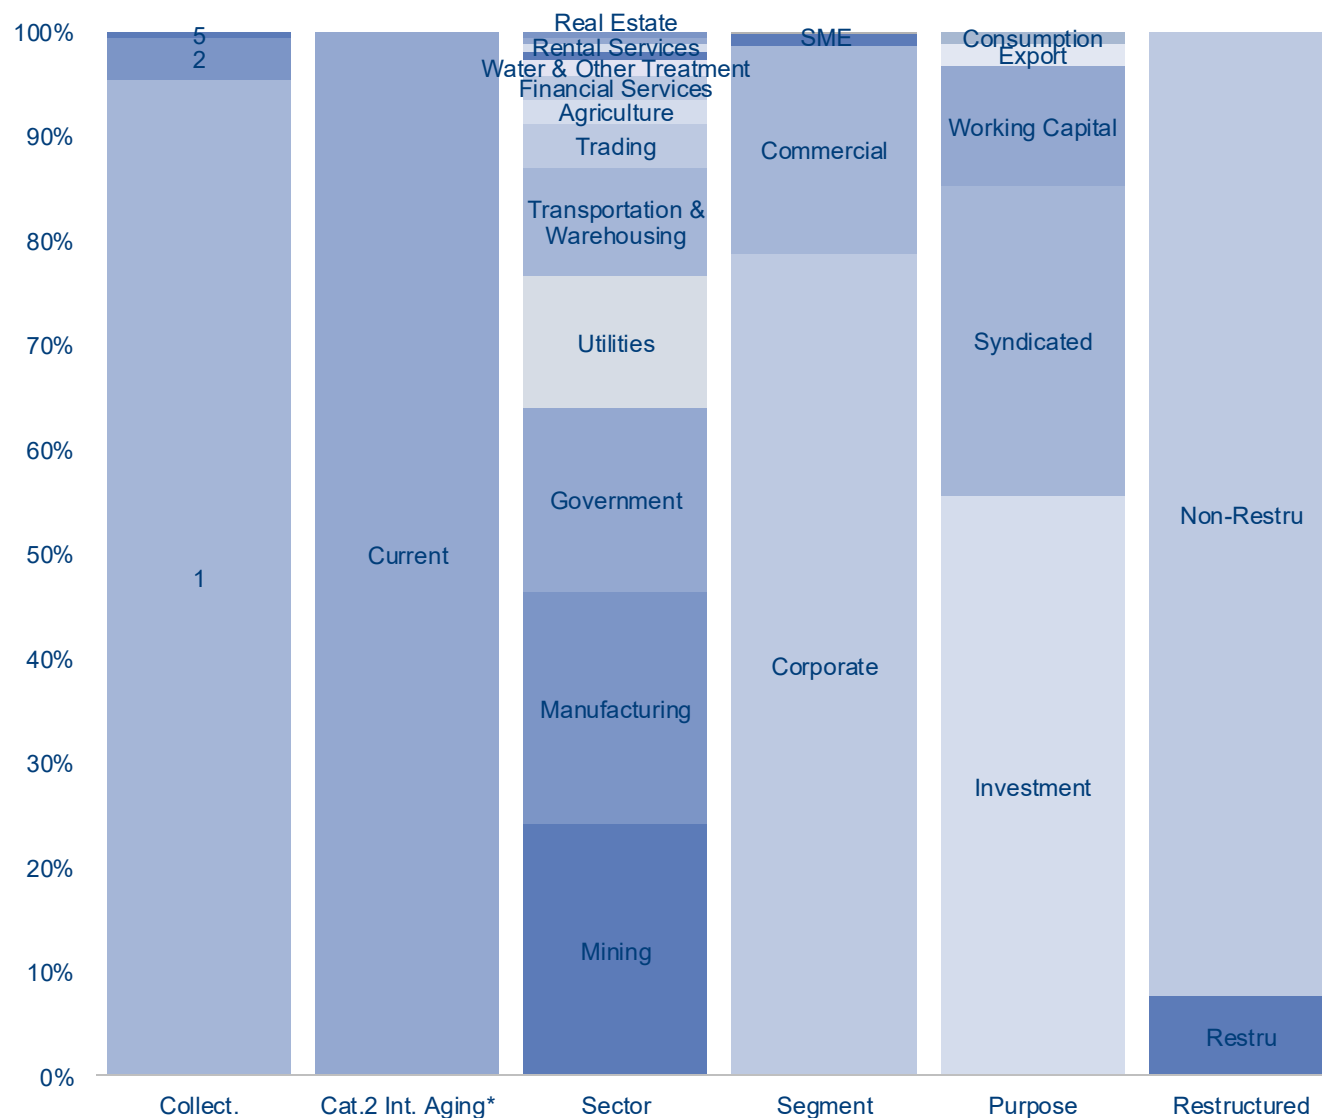 100%
90%
80%
70%
60%
50%
40%
30%
20%
10%
0%
5
2
1
Current
Real Estate
Rental Services
Water & Other Treatment
Financial Services
Agriculture
Trading
Transportation &
Warehousing
Utilities
Government
Manufacturing
Mining
SME
Commercial
Corporate
Consumption
Export
Working Capital
Syndicated
Investment
Non-Restru
Restru
Collect.
Cat.2 Int. Aging*
Sector
Segment
Purpose
Restructured